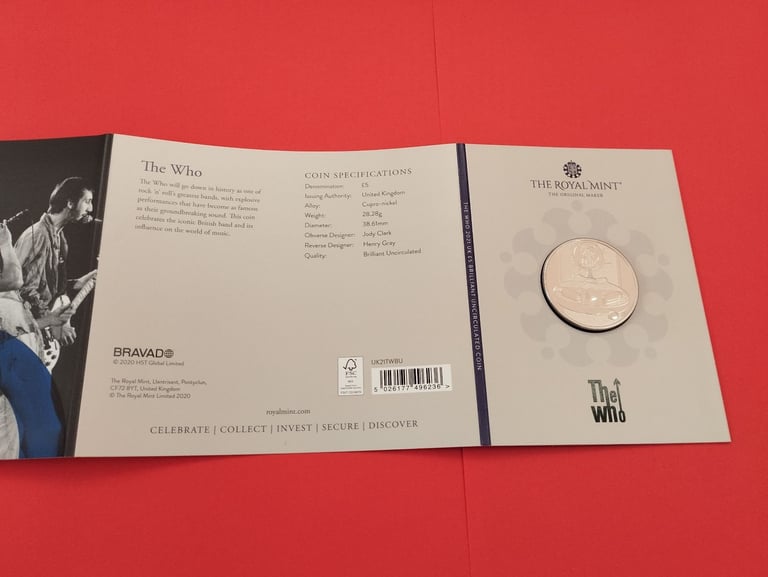 The Who
The Who will go down in history as one of
rock 'n' roll's greatest bands, with explosive
performances that have become as famous
as their groundbreaking sound. This coin
celebrates the iconic British band and its
influence on the world of music.
COIN SPECIFICATIONS
Denomination: £5
Issuing Authority: United Kingdom
Alloy: Cupro-nickel
Weight: 28.28g
Diameter: 38.61mm
Obverse Designer: Jody Clark
Reverse Designer: Henry Gray
Quality: Brilliant Uncirculated
BRAVADO
© 2020 HST Global Limited
The Royal Mint, Llantrisant, Pontyclun,
CF72 8YT, United Kingdom
© The Royal Mint Limited 2020
FSC
UK21TWBU
5 026177 496236 >
royalmint.com
CELEBRATE | COLLECT | INVEST | SECURE | DISCOVER
THE WHO 2021 UK £5 BRILLIANT UNCIRCULATED COIN
THE ROYAL MINT®
THE ORIGINAL MAKER
The
Who